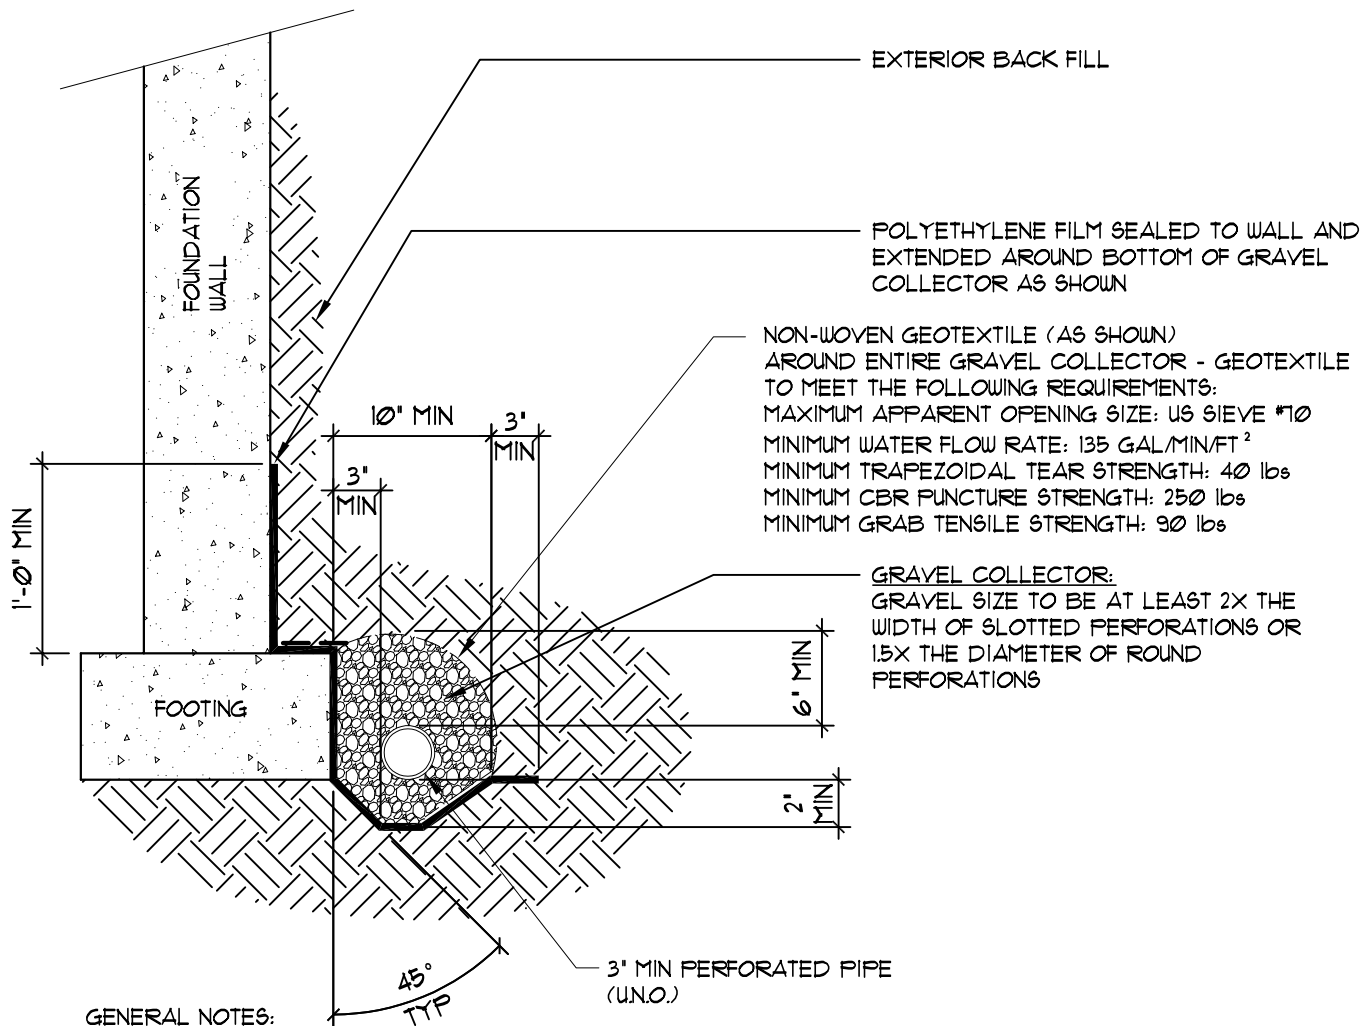 EXTERIOR BACK FILL
POLYETHYLENE FILM SEALED TO WALL AND
EXTENDED AROUND BOTTOM OF GRAVEL
COLLECTOR AS SHOWN
FOUNDATION
WALL
NON-WOVEN GEOTEXTILE (AS SHOWN)
AROUND ENTIRE GRAVEL COLLECTOR - GEOTEXTILE
TO MEET THE FOLLOWING REQUIREMENTS:
MAXIMUM APPARENT OPENING SIZE: US SIEVE #70
MINIMUM WATER FLOW RATE: 135 GAL/MIN/FT²
MINIMUM TRAPEZOIDAL TEAR STRENGTH: 40 lbs
MINIMUM CBR PUNCTURE STRENGTH: 250 lbs
MINIMUM GRAB TENSILE STRENGTH: 90 lbs
10" MIN
3"
MIN
3"
MIN
1'-0" MIN
GRAVEL COLLECTOR:
GRAVEL SIZE TO BE AT LEAST 2X THE
WIDTH OF SLOTTED PERFORATIONS OR
1.5X THE DIAMETER OF ROUND
PERFORATIONS
6" MIN
FOOTING
2"
MIN
3" MIN PERFORATED PIPE
(U.N.O.)
45°
TYP
GENERAL NOTES: